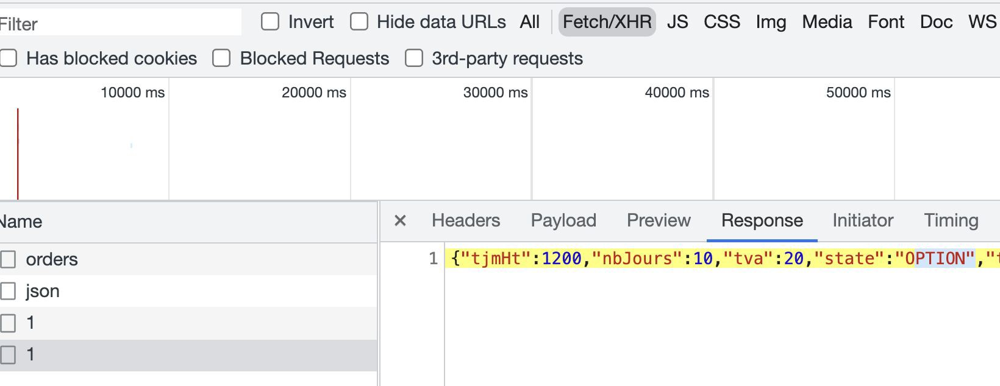 Filter Invert Hide data URLs All Fetch/XHR JS CSS Img Media Font Doc WS
Has blocked cookies Blocked Requests 3rd-party requests
10000 ms 20000 ms 30000 ms 40000 ms 50000 ms
Name
× Headers Payload Preview Response Initiator Timing
orders
1 {"tjmHt":1200,"nbJours":10,"tva":20,"state":"OPTION","t
json
1
1